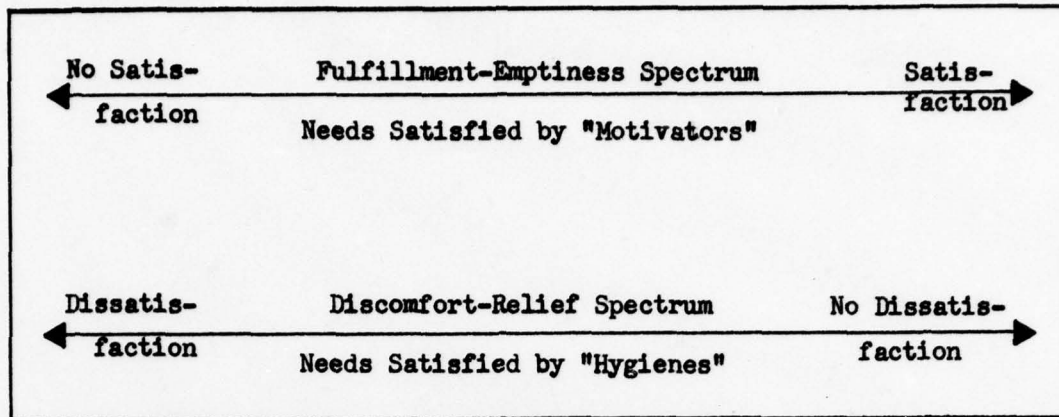 No Satis- Fulfillment-Emptiness Spectrum Satis-
faction faction
Needs Satisfied by "Motivators"
Dissatis- Discomfort-Relief Spectrum No Dissatis-
faction faction
Needs Satisfied by "Hygienes"